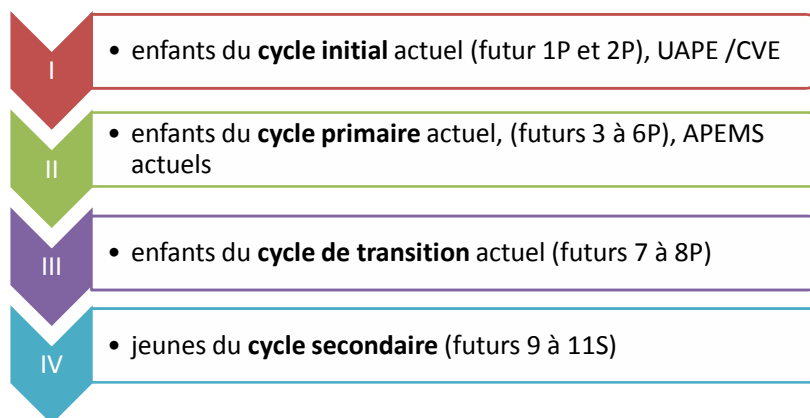 I
• enfants du cycle initial actuel (futur 1P et 2P), UAPE /CVE
II
• enfants du cycle primaire actuel, (futurs 3 à 6P), APEMS
actuels
III
• enfants du cycle de transition actuel (futurs 7 à 8P)
IV
• jeunes du cycle secondaire (futurs 9 à 11S)